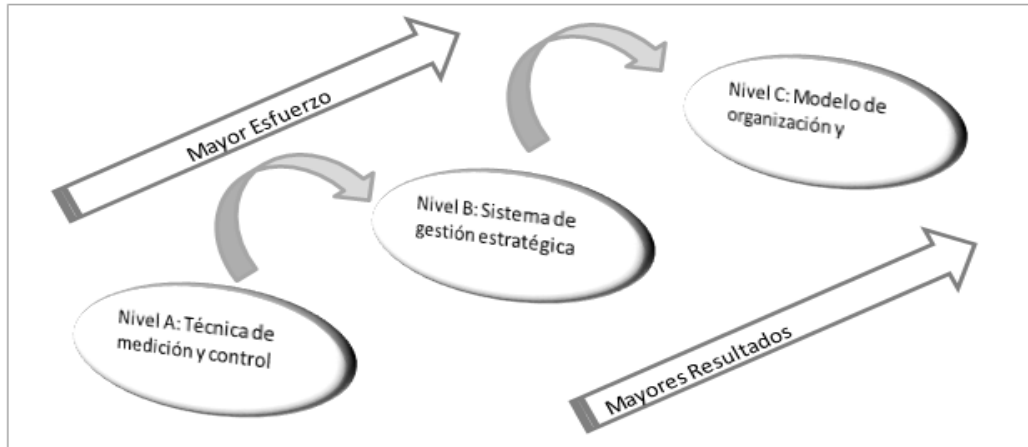 Mayor Esfuerzo
Nivel C: Modelo de
organización y
Nivel B: Sistema de
gestión estratégica
Nivel A: Técnica de
medición y control
Mayores Resultados